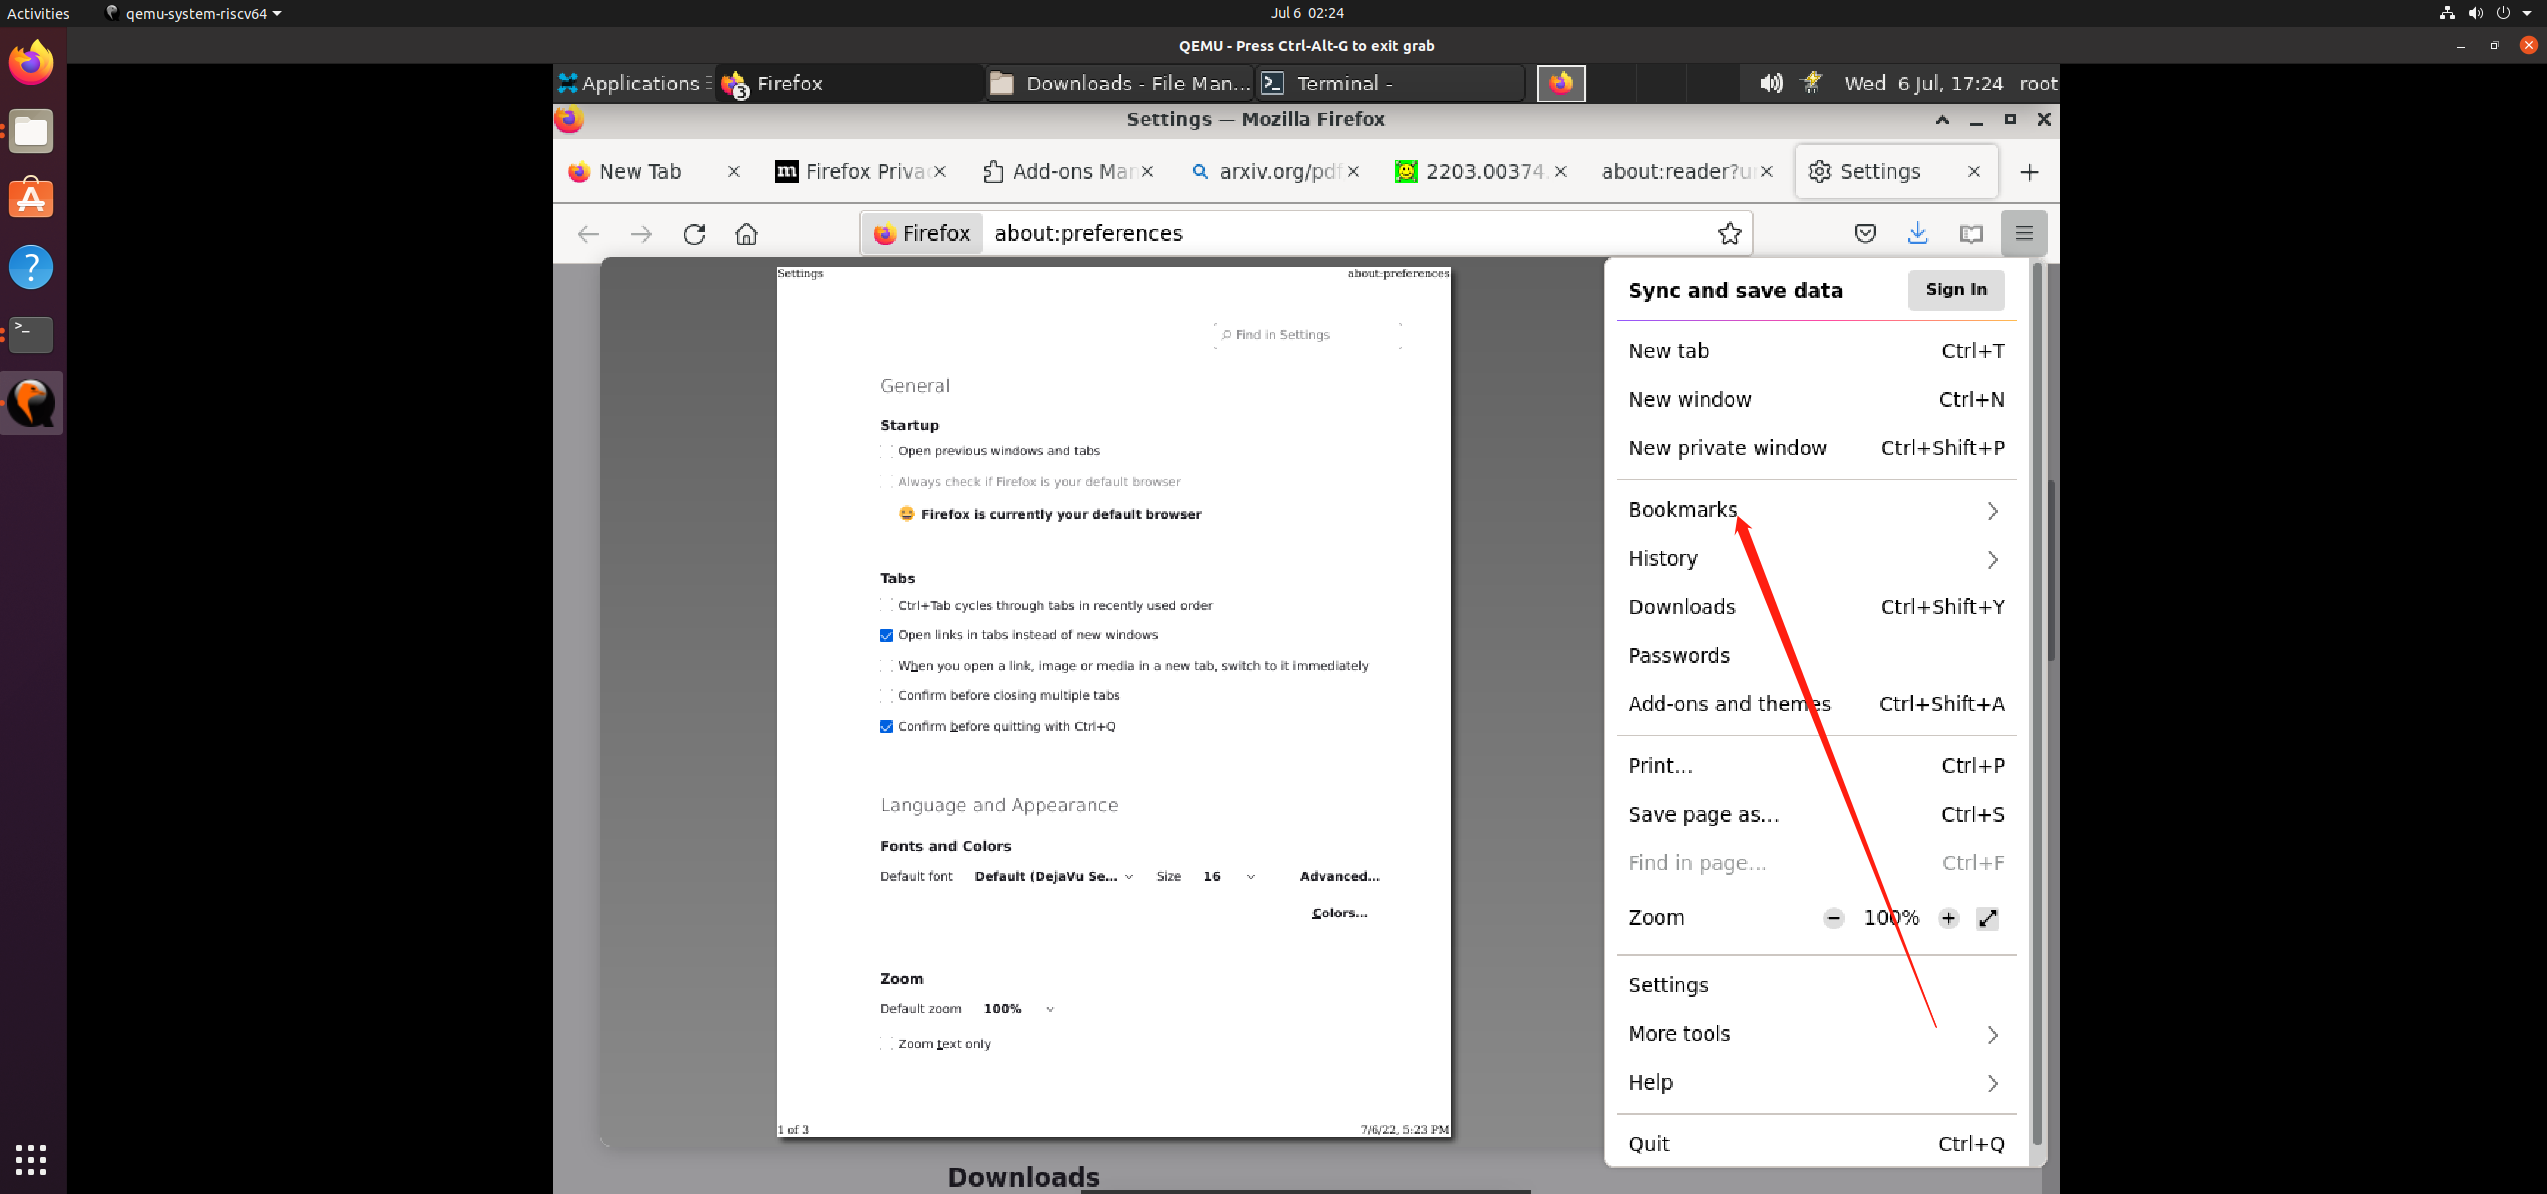 Activities
qemu-system-riscv64
Jul 6 02:24
QEMU - Press Ctrl-Alt-G to exit grab
Applications
3
Firefox
Downloads - File Man...
Terminal -
Wed 6 Jul, 17:24
root
Settings — Mozilla Firefox
New Tab
Firefox Priva
Add-ons Man
arxiv.org/pdf
2203.00374.
about:reader?u
Settings
Firefox
about:preferences
Settings
about:preferences
Find in Settings
General
Startup
Open previous windows and tabs
Always check if Firefox is your default browser
Firefox is currently your default browser
Tabs
Ctrl+Tab cycles through tabs in recently used order
Open links in tabs instead of new windows
When you open a link, image or media in a new tab, switch to it immediately
Confirm before closing multiple tabs
Confirm before quitting with Ctrl+Q
Language and Appearance
Fonts and Colors
Default font
Default (DejaVu Se...
Size
16
Advanced...
Colors...
Zoom
Default zoom
100%
Zoom text only
1 of 3
7/6/22, 5:23 PM
Downloads
Sync and save data
Sign In
New tab
Ctrl+T
New window
Ctrl+N
New private window
Ctrl+Shift+P
Bookmarks
History
Downloads
Ctrl+Shift+Y
Passwords
Add-ons and themes
Ctrl+Shift+A
Print...
Ctrl+P
Save page as...
Ctrl+S
Find in page...
Ctrl+F
Zoom
100%
Settings
More tools
Help
Quit
Ctrl+Q